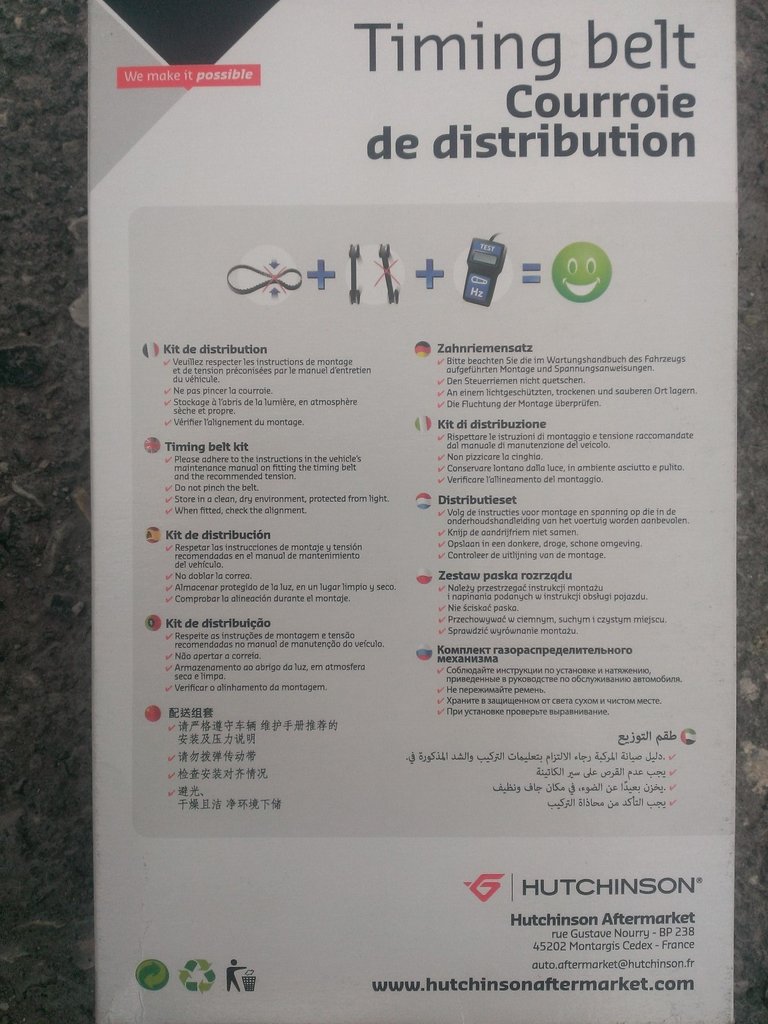 We make it possible
Timing belt
Courroie
de distribution
TEST
Hz
Kit de distribution
Veuillez respecter les instructions de montage
et de tension préconisées par le manuel d'entretien
du véhicule.
Ne pas pincer la courroie.
Stockage à l'abris de la lumière, en atmosphère
sèche et propre.
Vérifier l'alignement du montage.
Timing belt kit
Please adhere to the instructions in the vehicle's
maintenance manual on fitting the timing belt
and the recommended tension.
Do not pinch the belt.
Store in a clean, dry environment, protected from light.
When fitted, check the alignment.
Kit de distribución
Respetar las instrucciones de montaje y tensión
recomendadas en el manual de mantenimiento
del vehículo.
No doblar la correa.
Almacenar protegido de la luz, en un lugar limpio y seco.
Comprobar la alineación durante el montaje.
Kit de distribuição
Respeite as instruções de montagem e tensão
recomendadas no manual de manutenção do veículo.
Não apertar a correia.
Armazenamento ao abrigo da luz, em atmosfera
seca e limpa.
Verificar o alinhamento da montagem.
配送组套
请严格遵守车辆 维护手册推荐的
安装及压力说明
请勿拨弹传动带
检查安装对齐情况
避光、
干燥且洁 净环境下储
Zahnriemensatz
Bitte beachten Sie die im Wartungshandbuch des Fahrzeugs
aufgeführten Montage und Spannungsanweisungen.
Den Steuerriemen nicht quetschen.
An einem lichtgeschützten, trockenen und sauberen Ort lagern.
Die Fluchtung der Montage überprüfen.
Kit di distribuzione
Rispettare le istruzioni di montaggio e tensione raccomandate
dal manuale di manutenzione del veicolo.
Non pizzicare la cinghia.
Conservare lontano dalla luce, in ambiente asciutto e pulito.
Verificare l'allineamento del montaggio.
Distributieset
Volg de instructies voor montage en spanning op die in de
onderhoudshandleiding van het voertuig worden aanbevolen.
Knijp de aandrijfriem niet samen.
Opslaan in een donkere, droge, schone omgeving.
Controleer de uitlijning van de montage.
Zestaw paska rozrządu
Należy przestrzegać instrukcji montażu
i napinania podanych w instrukcji obsługi pojazdu.
Nie ściskać paska.
Przechowywać w ciemnym, suchym i czystym miejscu.
Sprawdzić wyrównanie montażu.
Комплект газораспределительного
механизма
Соблюдайте инструкции по установке и натяжению,
приведенные в руководстве по обслуживанию автомобиля.
Не пережимайте ремень.
Храните в защищенном от света сухом и чистом месте.
При установке проверьте выравнивание.
طقم التوزيع
دليل صيانة المركبة رجاء الالتزام بتعليمات التركيب والشد المذكورة في.
يجب عدم القرص على سير الكاتينة
يخزن بعيدًا عن الضوء، في مكان جاف ونظيف.
يجب التأكد من محاذاة التركيب
HUTCHINSON®
Hutchinson Aftermarket
rue Gustave Nourry - BP 238
45202 Montargis Cedex - France
auto.aftermarket@hutchinson.fr
www.hutchinsonaftermarket.com